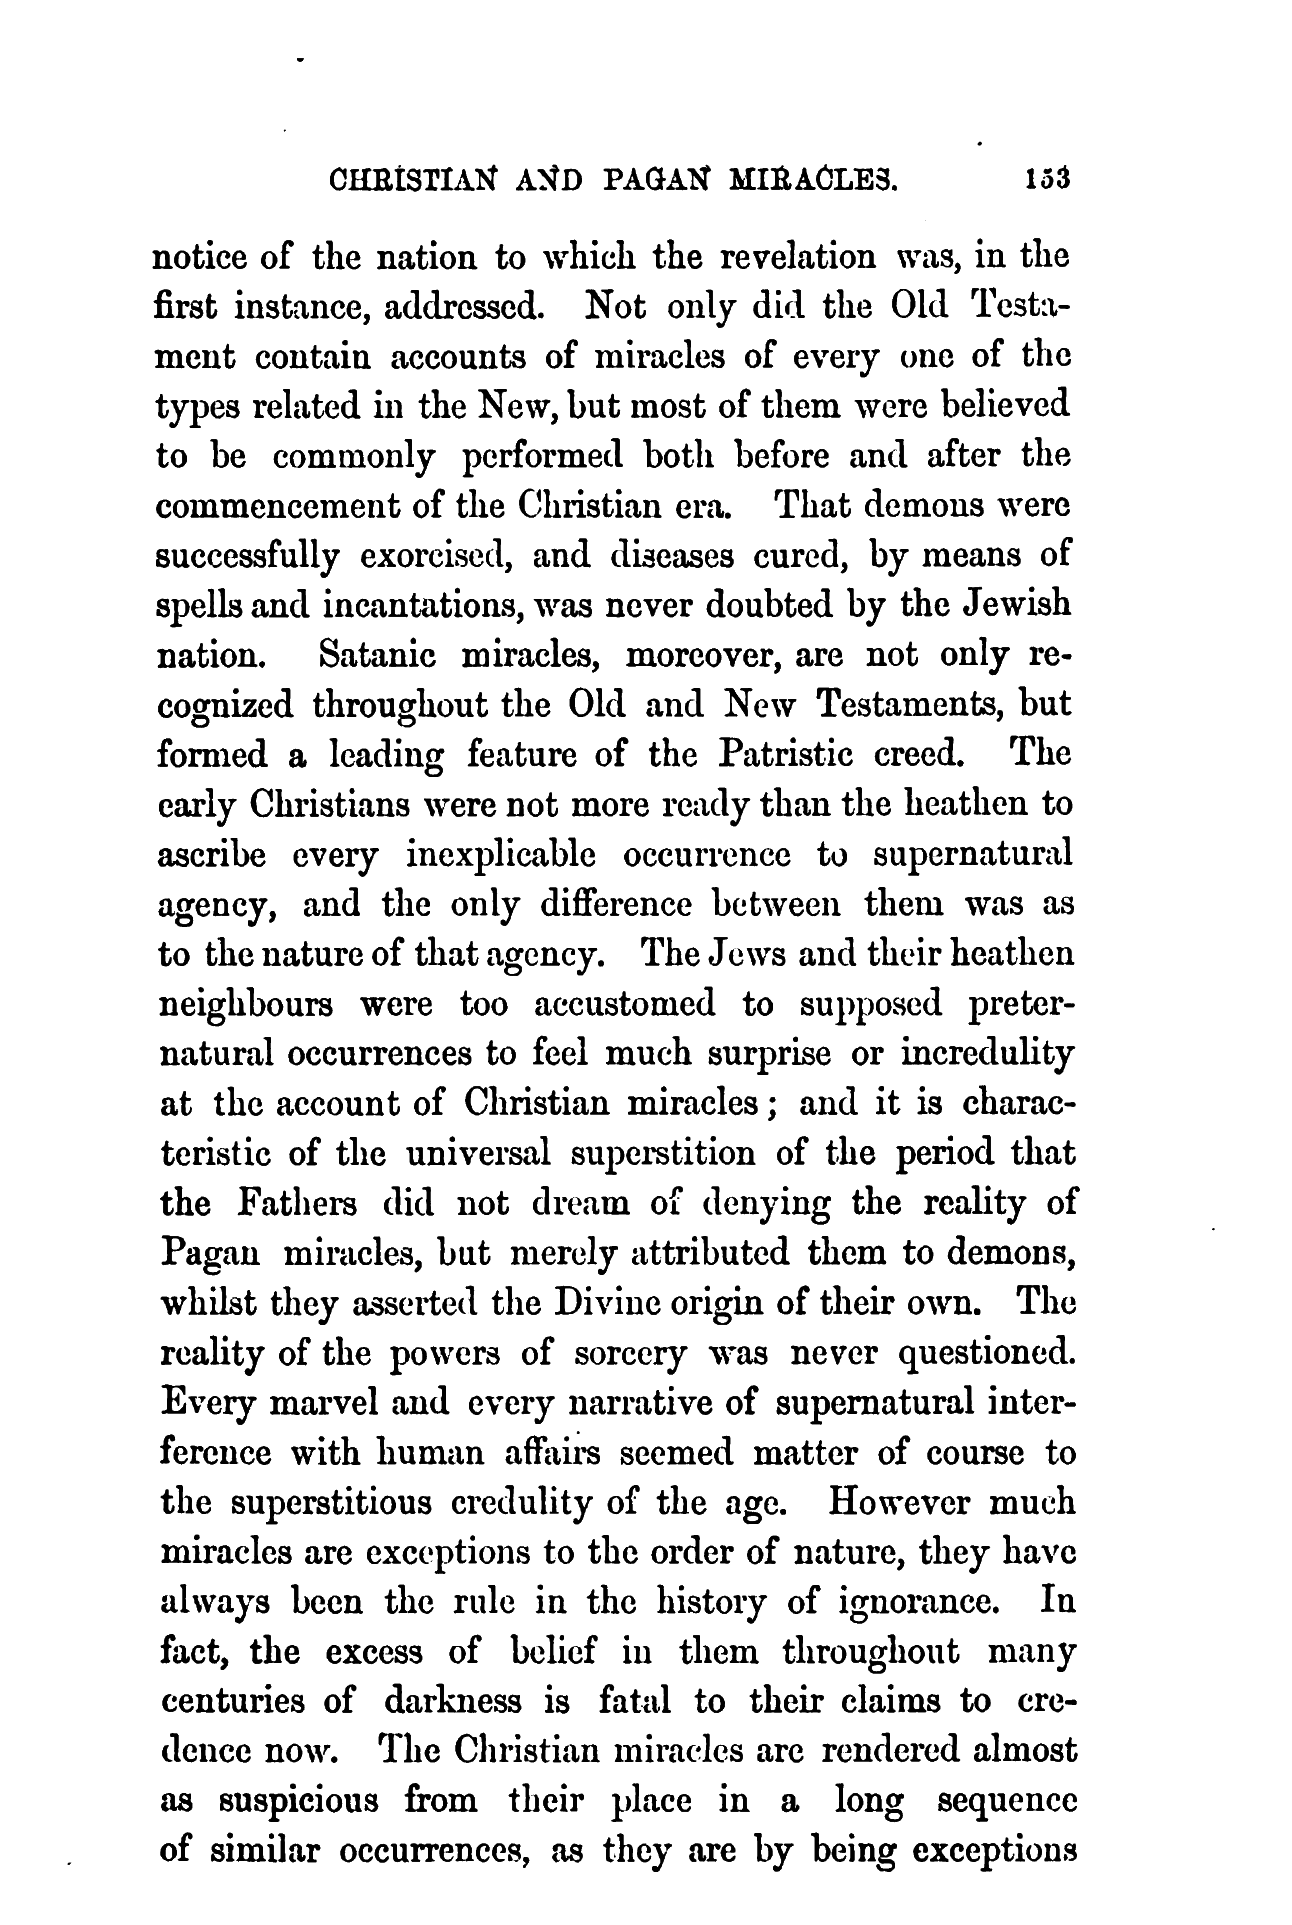 CHRISTIAN AND PAGAN MIRACLES. 153
notice of the nation to which the revelation was, in the
first instance, addressed. Not only did the Old Testa-
ment contain accounts of miracles of every one of the
types related in the New, but most of them were believed
to be commonly performed both before and after the
commencement of the Christian era. That demons were
successfully exorcised, and diseases cured, by means of
spells and incantations, was never doubted by the Jewish
nation. Satanic miracles, moreover, are not only re-
cognized throughout the Old and New Testaments, but
formed a leading feature of the Patristic creed. The
early Christians were not more ready than the heathen to
ascribe every inexplicable occurrence to supernatural
agency, and the only difference between them was as
to the nature of that agency. The Jews and their heathen
neighbours were too accustomed to supposed preter-
natural occurrences to feel much surprise or incredulity
at the account of Christian miracles; and it is charac-
teristic of the universal superstition of the period that
the Fathers did not dream of denying the reality of
Pagan miracles, but merely attributed them to demons,
whilst they asserted the Divine origin of their own. The
reality of the powers of sorcery was never questioned.
Every marvel and every narrative of supernatural inter-
ference with human affairs seemed matter of course to
the superstitious credulity of the age. However much
miracles are exceptions to the order of nature, they have
always been the rule in the history of ignorance. In
fact, the excess of belief in them throughout many
centuries of darkness is fatal to their claims to cre-
dence now. The Christian miracles are rendered almost
as suspicious from their place in a long sequence
of similar occurrences, as they are by being exceptions